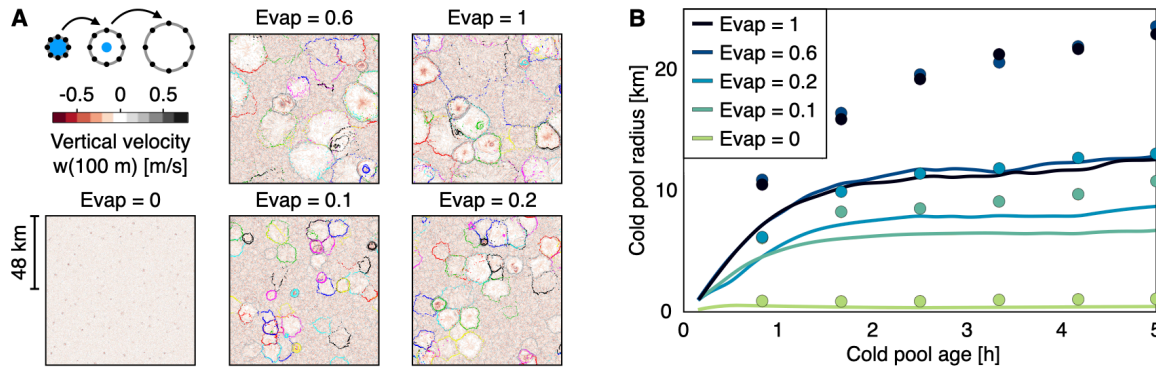 A
Evap = 0.6
Evap = 1
-0.5 0 0.5
Vertical velocity
w(100 m) [m/s]
Evap = 0
Evap = 0.1
Evap = 0.2
48 km
B
Evap = 1
Evap = 0.6
Evap = 0.2
Evap = 0.1
Evap = 0
Cold pool radius [km]
20
10
0
0 1 2 3 4 5
Cold pool age [h]